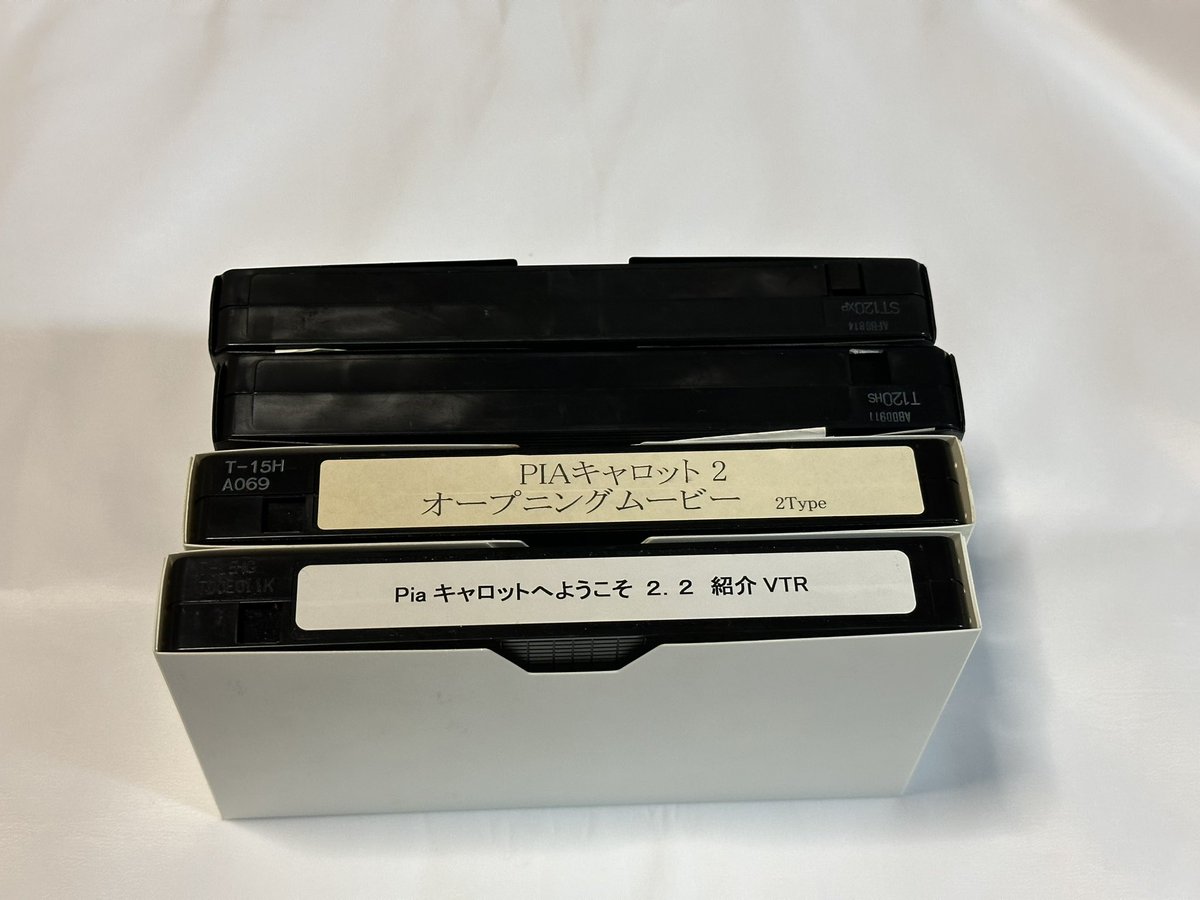 ST120XP
AFB00814
T120HS
AB00911
T-15H
A069
PIAキャロット 2
オープニングムービー 2Type
Pia キャロットへようこそ 2.2 紹介 VTR